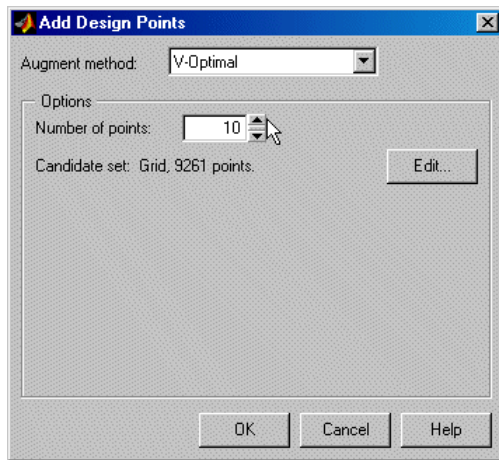 Add Design Points
Augment method: V-Optimal
Options
Number of points: 10
Candidate set: Grid, 9261 points. Edit...
OK Cancel Help